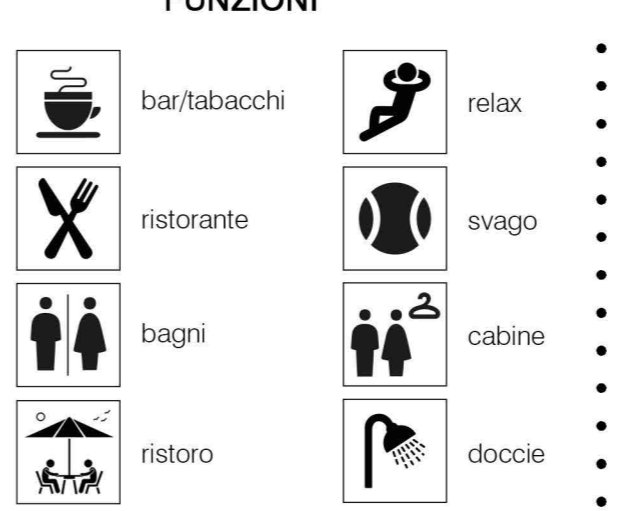 FUNZIONI
bar/tabacchi
relax
ristorante
svago
bagni
cabine
ristoro
doccie